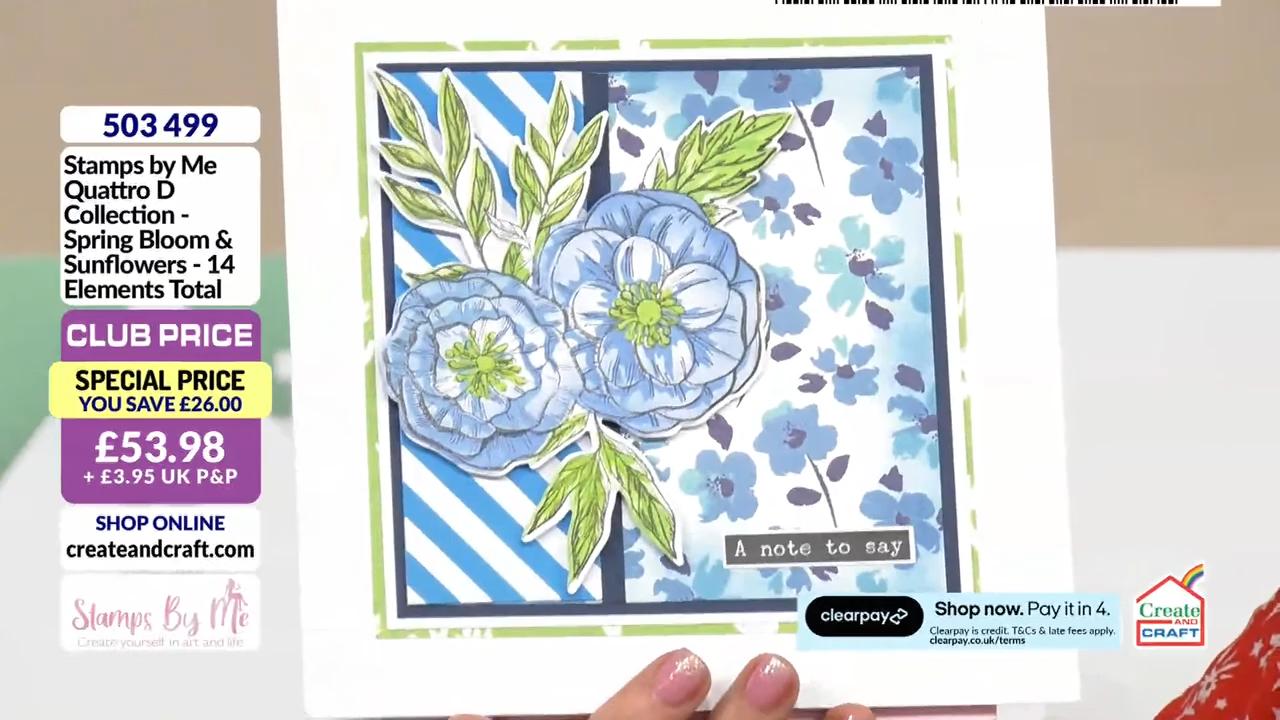 503 499
Stamps by Me
Quattro D
Collection -
Spring Bloom &
Sunflowers - 14
Elements Total
CLUB PRICE
SPECIAL PRICE
YOU SAVE £26.00
£53.98
+ £3.95 UK P&P
SHOP ONLINE
createandcraft.com
Stamps By Me
Create yourself in art and life
A note to say
clearpay
Shop now. Pay it in 4.
Clearpay is credit. T&Cs & late fees apply.
clearpay.co.uk/terms
Create
AND
CRAFT